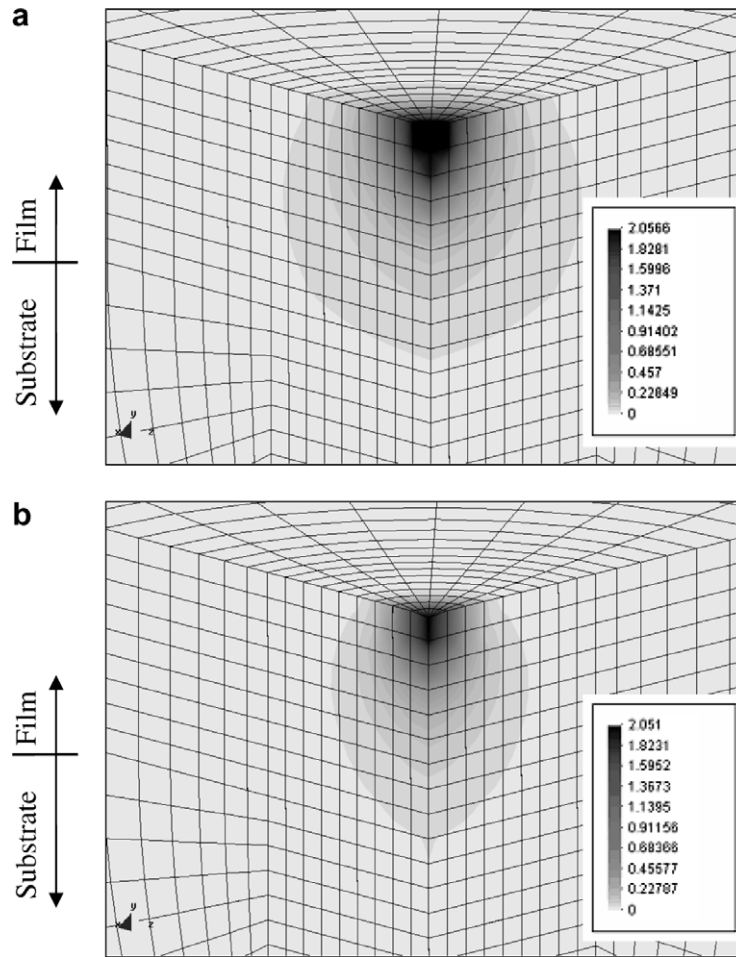 a
Film
Substrate
y
x z
2.0566
1.8281
1.5996
1.371
1.1425
0.91402
0.68551
0.457
0.22849
0
b
Film
Substrate
y
x z
2.051
1.8231
1.5952
1.3673
1.1395
0.91156
0.68366
0.45577
0.22787
0